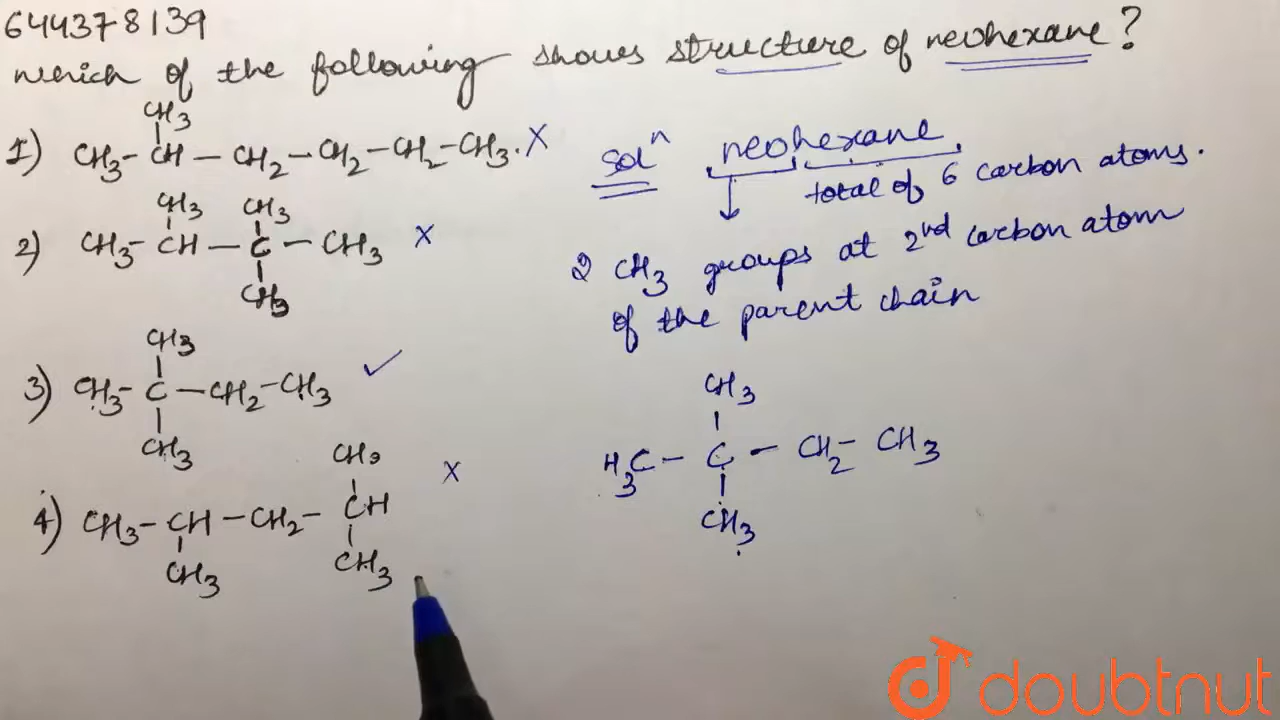 644378139
which of the following shows structure of neohexane?
CH3
1) CH3-CH-CH2-CH2-CH2-CH3. X
CH3 CH3
2) CH3-CH-C-CH3 X
CH3
CH3
3) CH3-C-CH2-CH3 ✓
CH3
CH3
4) CH3-CH-CH2-CH X
CH3 CH3
Solⁿ neohexane
total of 6 carbon atoms.
2 CH3 groups at 2nd carbon atom
of the parent chain
CH3
H3C-C-CH2-CH3
CH3
doubtnut